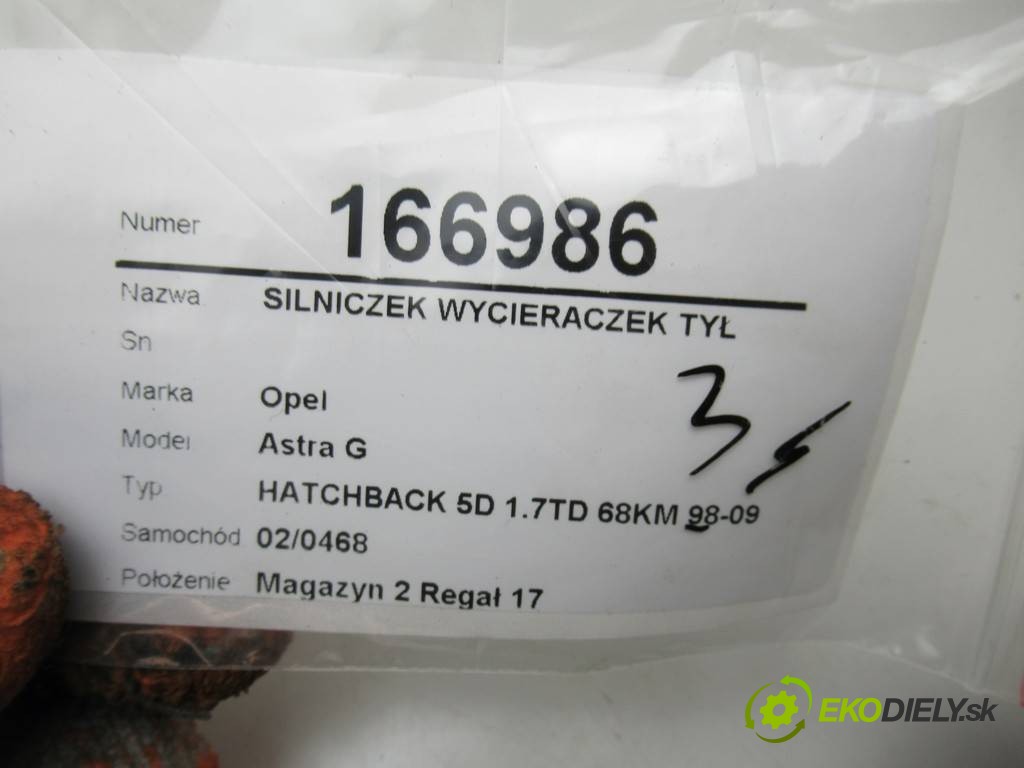 Numer 166986
Nazwa SILNICZEK WYCIERACZEK TYŁ
Sn
Marka Opel
Model Astra G
Typ HATCHBACK 5D 1.7TD 68KM 98-09
Samochód 02/0468
Położenie Magazyn 2 Regał 17
3
EKODIELY.sk